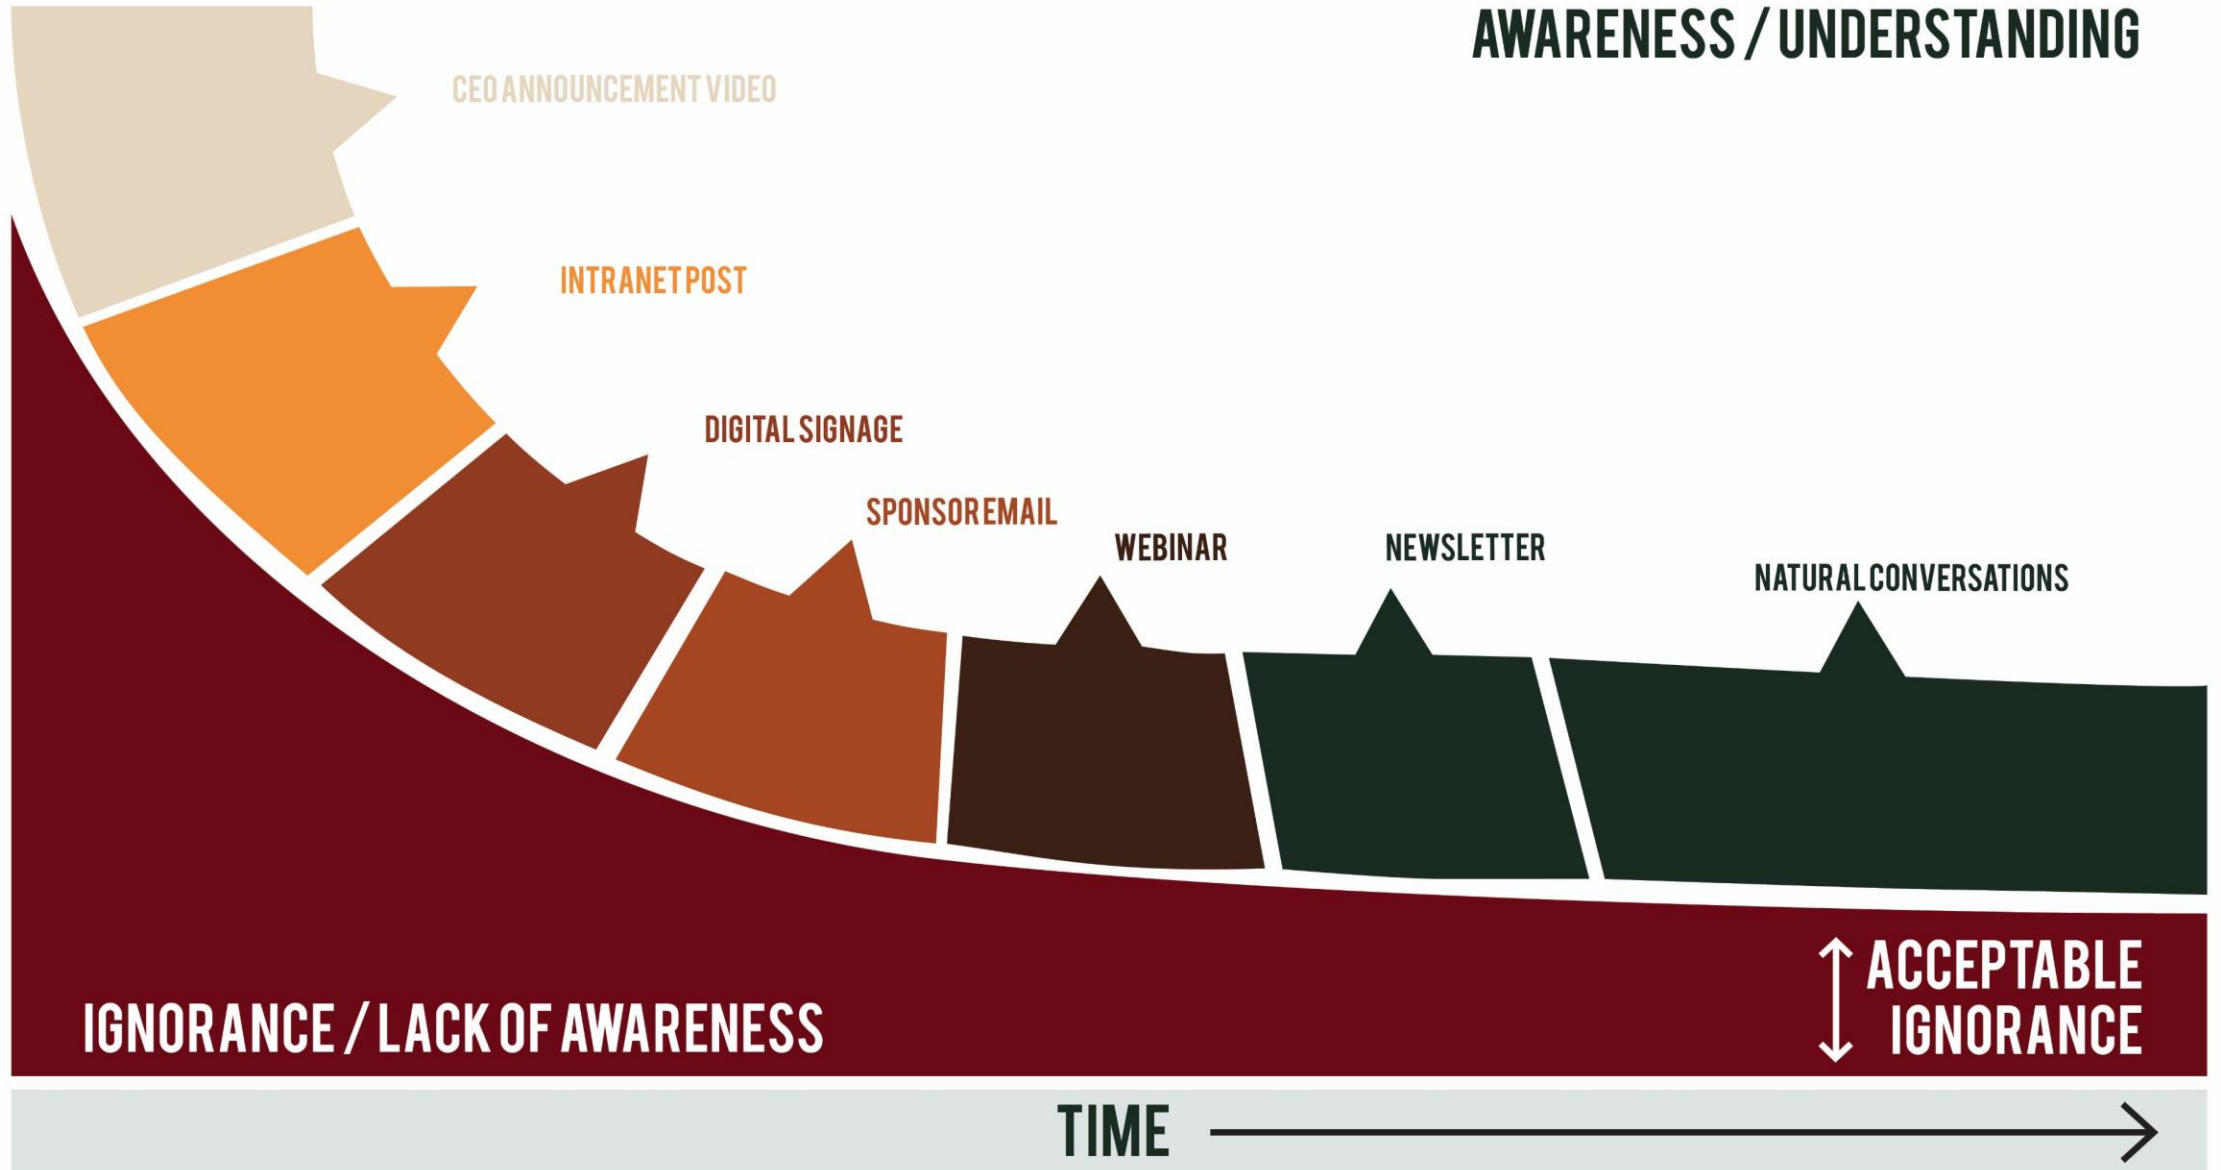 AWARENESS / UNDERSTANDING
CEO ANNOUNCEMENT VIDEO
INTRANET POST
DIGITAL SIGNAGE
SPONSOR EMAIL
WEBINAR
NEWSLETTER
NATURAL CONVERSATIONS
ACCEPTABLE
IGNORANCE
IGNORANCE / LACK OF AWARENESS
TIME